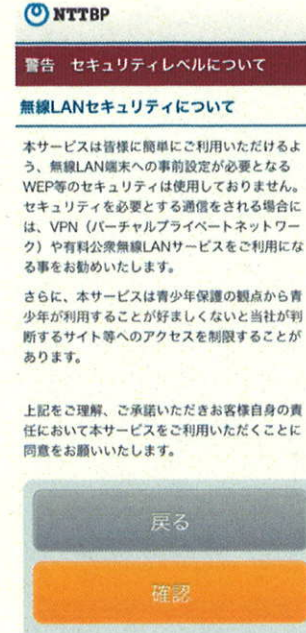 NTTBP
警告 セキュリティレベルについて
無線LANセキュリティについて
本サービスは皆様に簡単にご利用いただけるよ
う、無線LAN端末への事前設定が必要となる
WEP等のセキュリティは使用しておりません。
セキュリティを必要とする通信をされる場合に
は、VPN（バーチャルプライベートネットワー
ク）や有料公衆無線LANサービスをご利用にな
る事をお勧めいたします。
さらに、本サービスは青少年保護の観点から青
少年が利用することが好ましくないと当社が判
断するサイト等へのアクセスを制限することが
あります。
上記をご理解、ご承諾いただきお客様自身の責
任において本サービスをご利用いただくことに
同意をお願いいたします。
戻る
確認